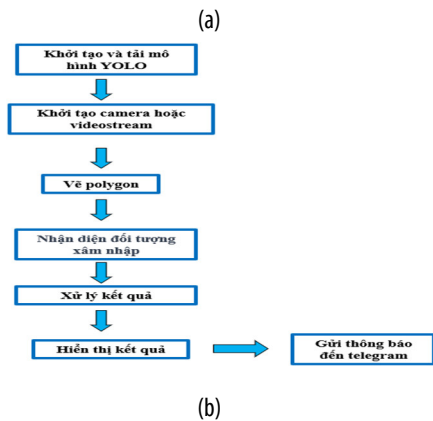 (a)
Khởi tạo và tải mô
hình YOLO
Khởi tạo camera hoặc
videostream
Vẽ polygon
Nhận diện đối tượng
xâm nhập
Xử lý kết quả
Hiển thị kết quả
Gửi thông báo
đến telegram
(b)